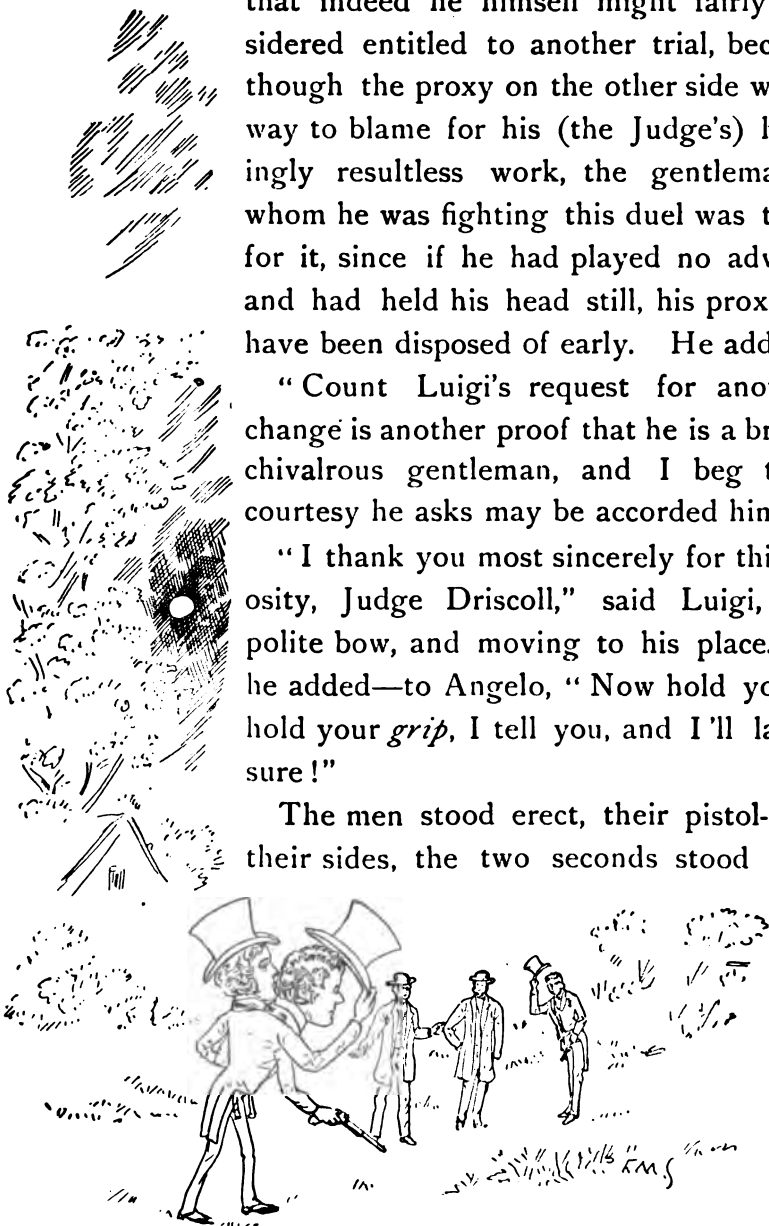 that indeed he himself might fairly
sidered entitled to another trial, bec
though the proxy on the other side w
way to blame for his (the Judge's) h
ingly resultless work, the gentlema
whom he was fighting this duel was t
for it, since if he had played no adv
and had held his head still, his prox
have been disposed of early. He add
“Count Luigi's request for ano
change is another proof that he is a br
chivalrous gentleman, and I beg t
courtesy he asks may be accorded him
“I thank you most sincerely for thi
osity, Judge Driscoll,” said Luigi,
polite bow, and moving to his place.
he added—to Angelo, “Now hold yo
hold your grip, I tell you, and I'll la
sure!”
The men stood erect, their pistol-
their sides, the two seconds stood
F.M.S